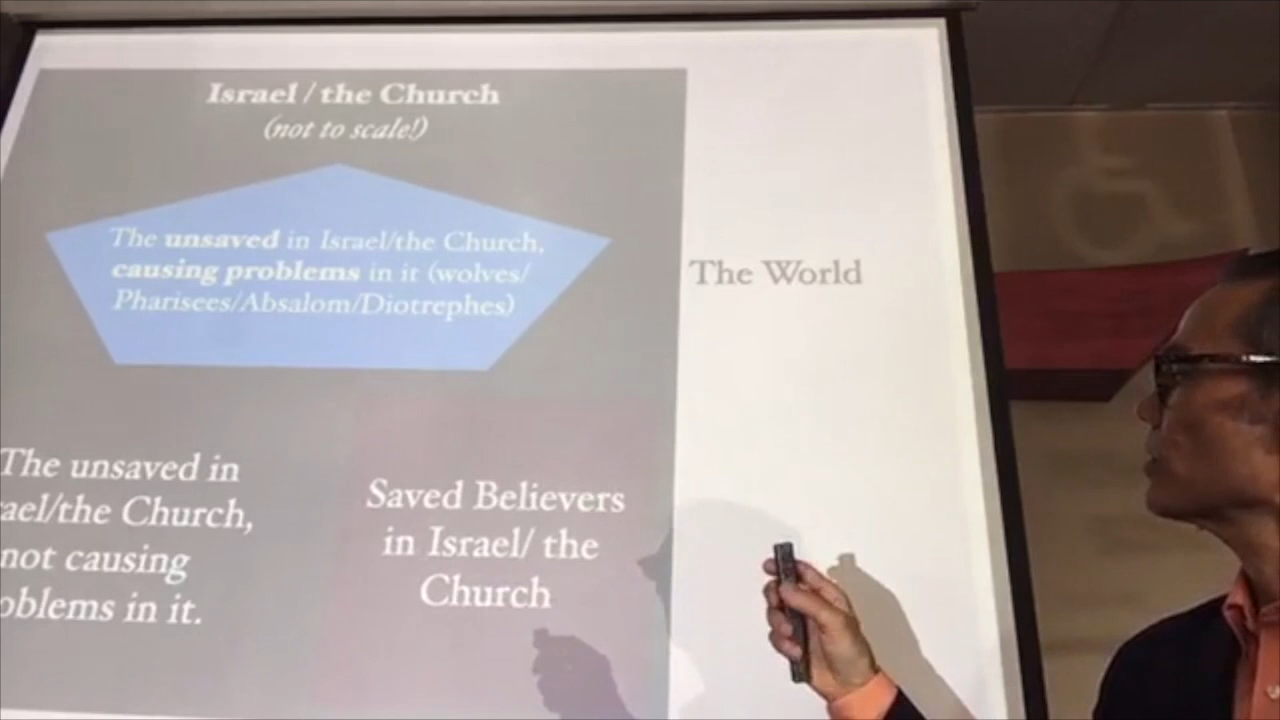 Israel / the Church
(not to scale!)
The unsaved in Israel/the Church,
causing problems in it (wolves/
Pharisees/Absalom/Diotrephes)
The World
The unsaved in
rael/the Church,
not causing
oblems in it.
Saved Believers
in Israel/ the
Church